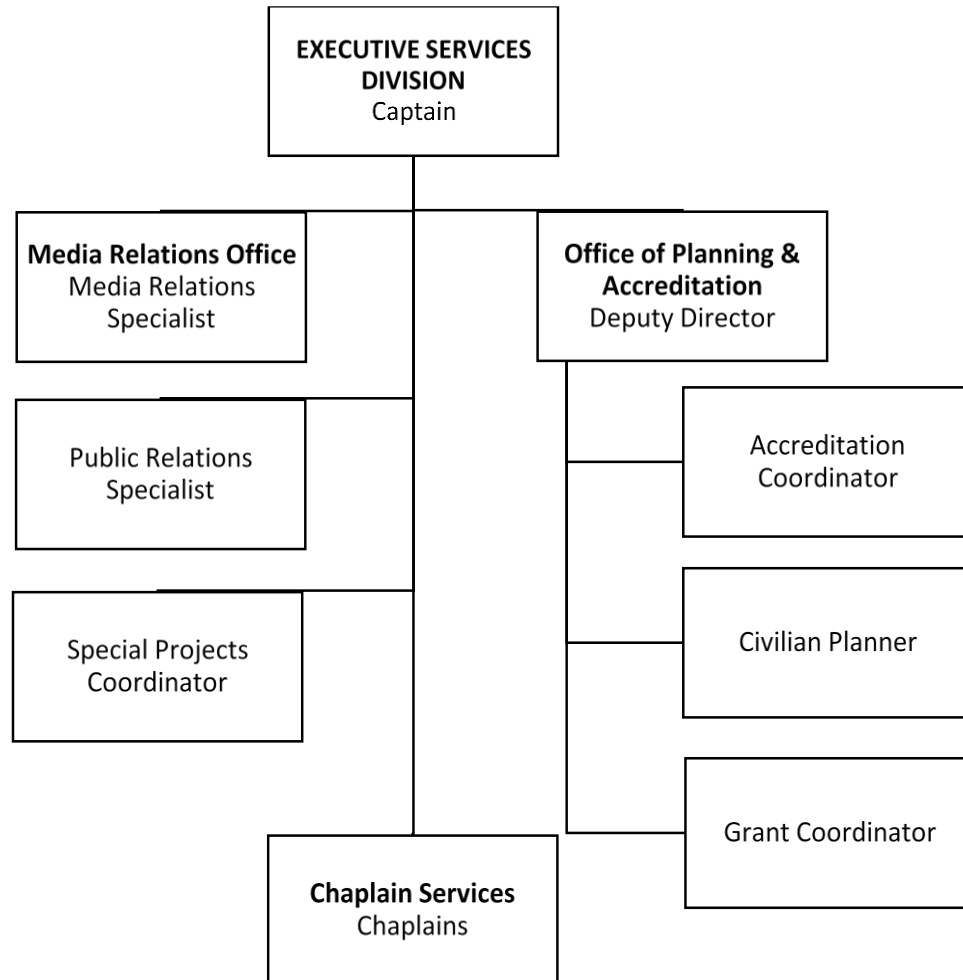 EXECUTIVE SERVICES
DIVISION
Captain
Media Relations Office
Media Relations
Specialist
Office of Planning &
Accreditation
Deputy Director
Public Relations
Specialist
Accreditation
Coordinator
Special Projects
Coordinator
Civilian Planner
Grant Coordinator
Chaplain Services
Chaplains